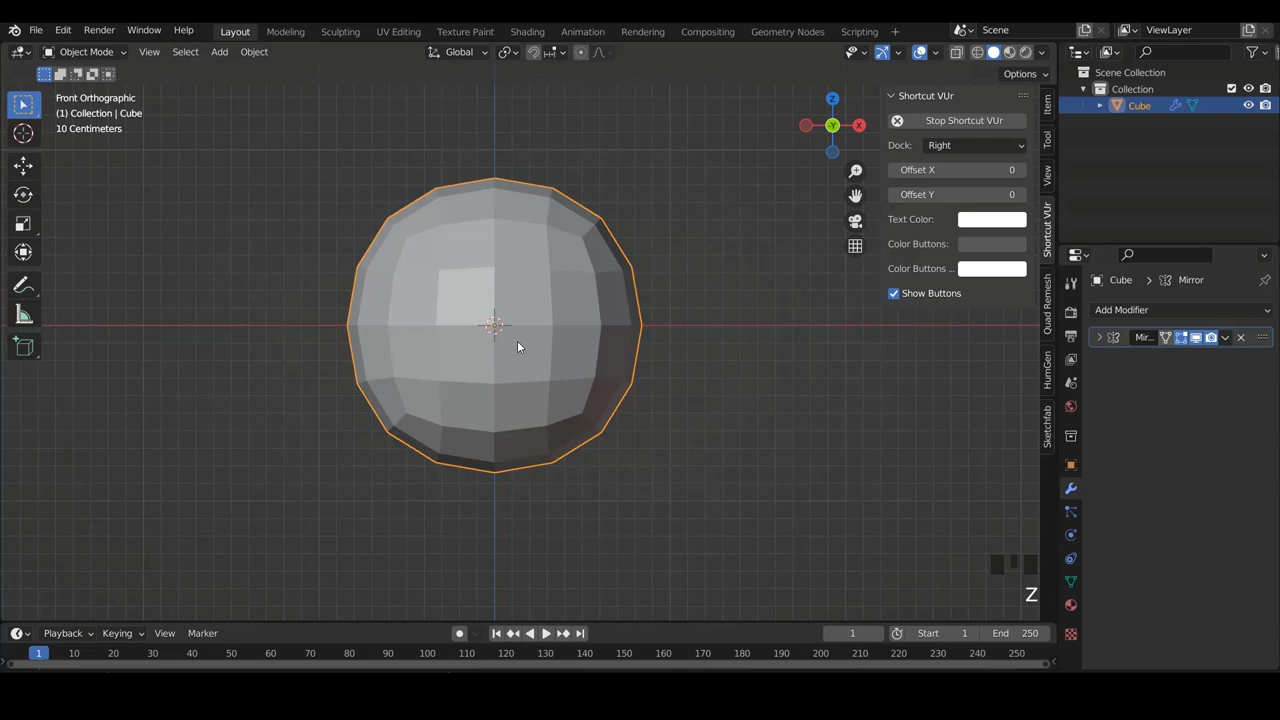 File Edit Render Window Help Layout Modeling Sculpting UV Editing Texture Paint Shading Animation Rendering Compositing Geometry Nodes Scripting + Scene ViewLayer
Object Mode View Select Add Object Global
Options
Front Orthographic
(1) Collection | Cube
10 Centimeters
Z
X
-Y
Shortcut VUr
Stop Shortcut VUr
Dock: Right
Offset X 0
Offset Y 0
Text Color:
Color Buttons:
Color Buttons ...
Show Buttons
Item
Tool
View
Shortcut VUr
Quad Remesh
HumGen
Sketchfab
Scene Collection
Collection
Cube
Cube Mirror
Add Modifier
Mir...
Z
Playback Keying View Marker 1 Start 1 End 250
1 10 20 30 40 50 60 70 80 90 100 110 120 130 140 150 160 170 180 190 200 210 220 230 240 250